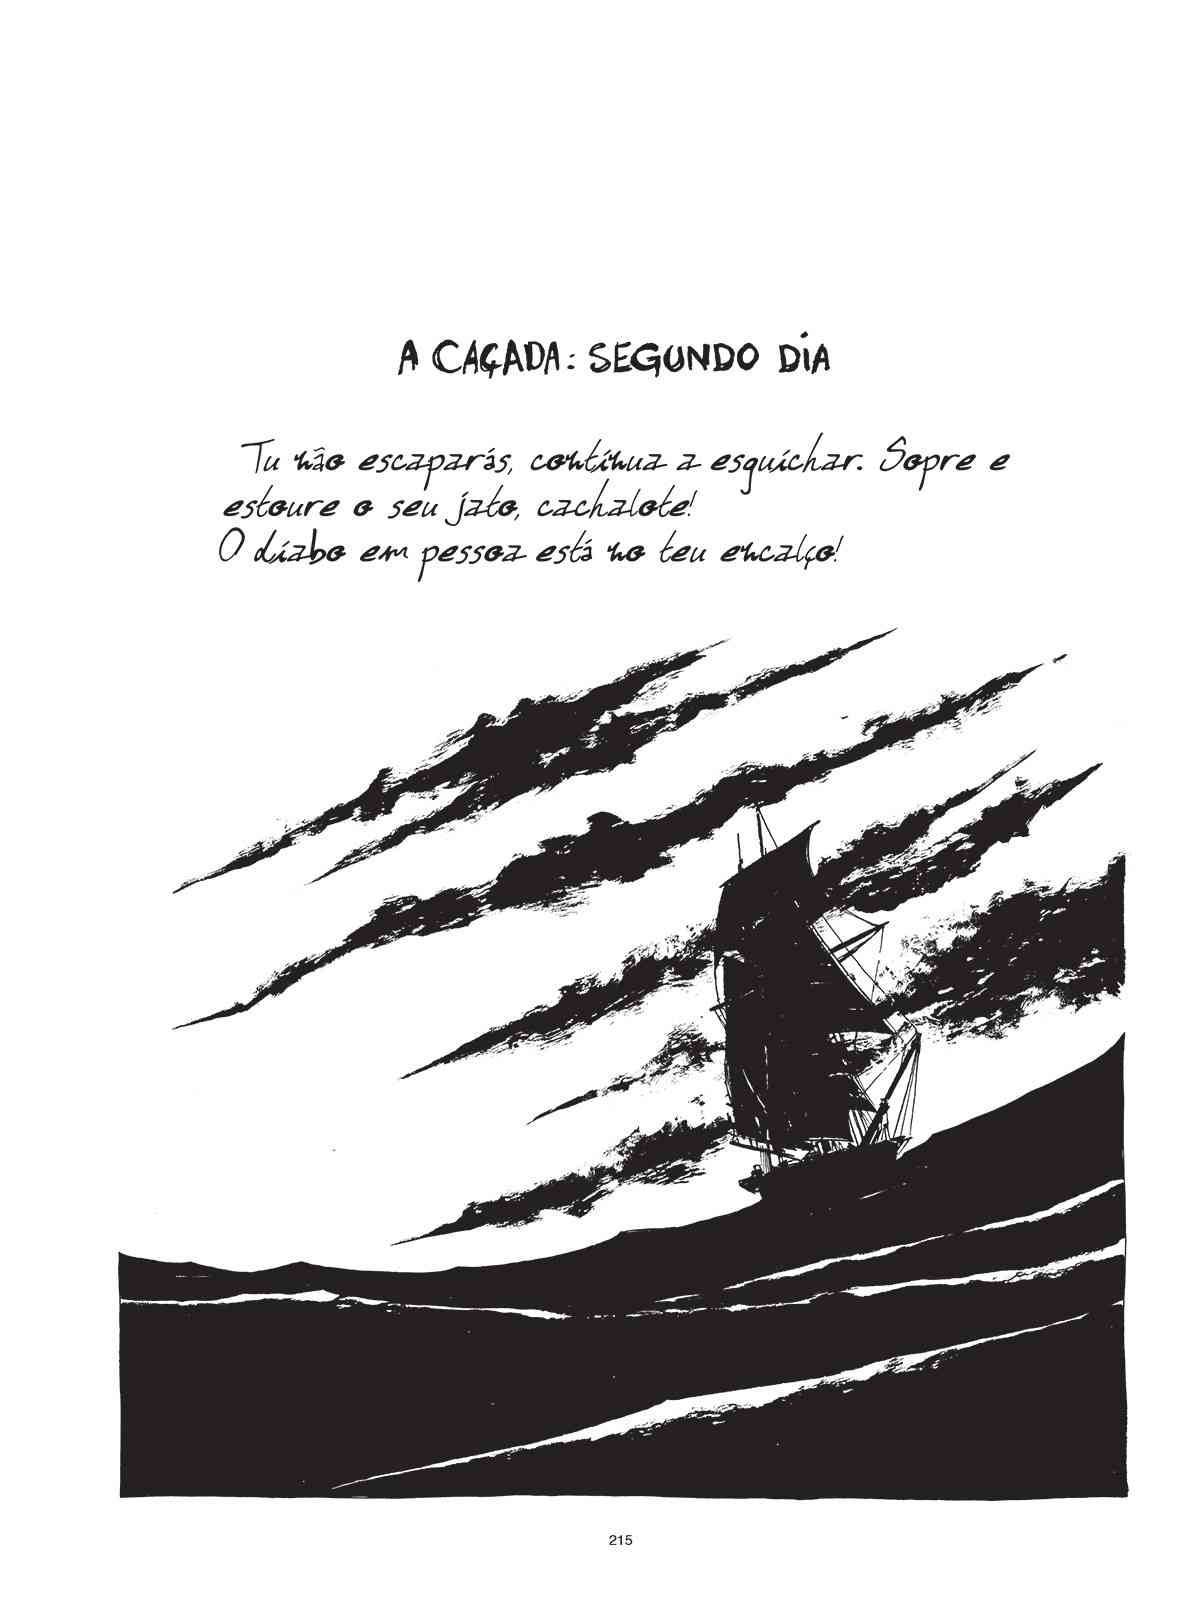 A CAÇADA: SEGUNDO DIA
Tu não escaparás, continua a esguichar. Sopre e
estoure o seu jato, cachalote!
O diabo em pessoa está no teu encalço!
215